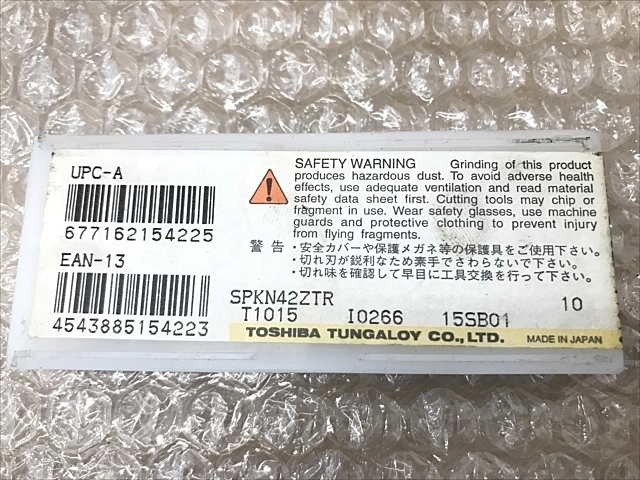 UPC-A
677162154225
EAN-13
4543885154223
SAFETY WARNING Grinding of this product
produces hazardous dust. To avoid adverse health
effects, use adequate ventilation and read material
safety data sheet first. Cutting tools may chip or
fragment in use. Wear safety glasses, use machine
guards and protective clothing to prevent injury
from flying fragments.
警 告 ・安全カバーや保護メガネ等の保護具をご使用下さい。
・切れ刃が鋭利なため素手でさわらないで下さい。
・切れ味を確認して早目に工具交換を行って下さい。
SPKN42ZTR
T1015 I0266 15SB01 10
TOSHIBA TUNGALOY CO., LTD. MADE IN JAPAN